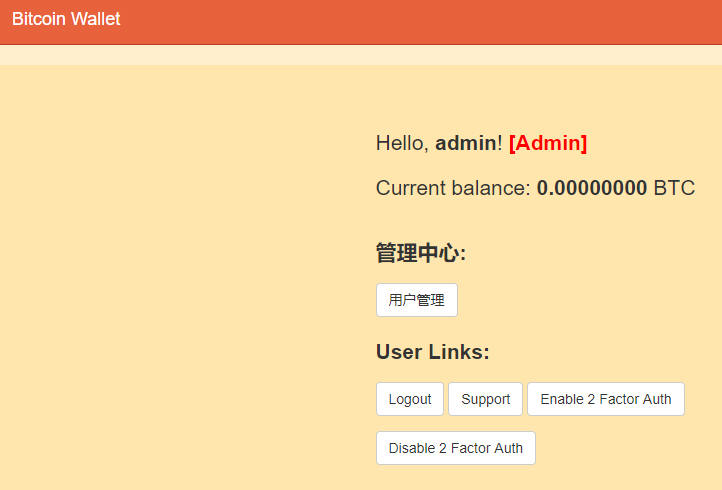 Bitcoin Wallet
Hello, admin! [Admin]
Current balance: 0.00000000 BTC
管理中心:
用户管理
User Links:
Logout Support Enable 2 Factor Auth
Disable 2 Factor Auth